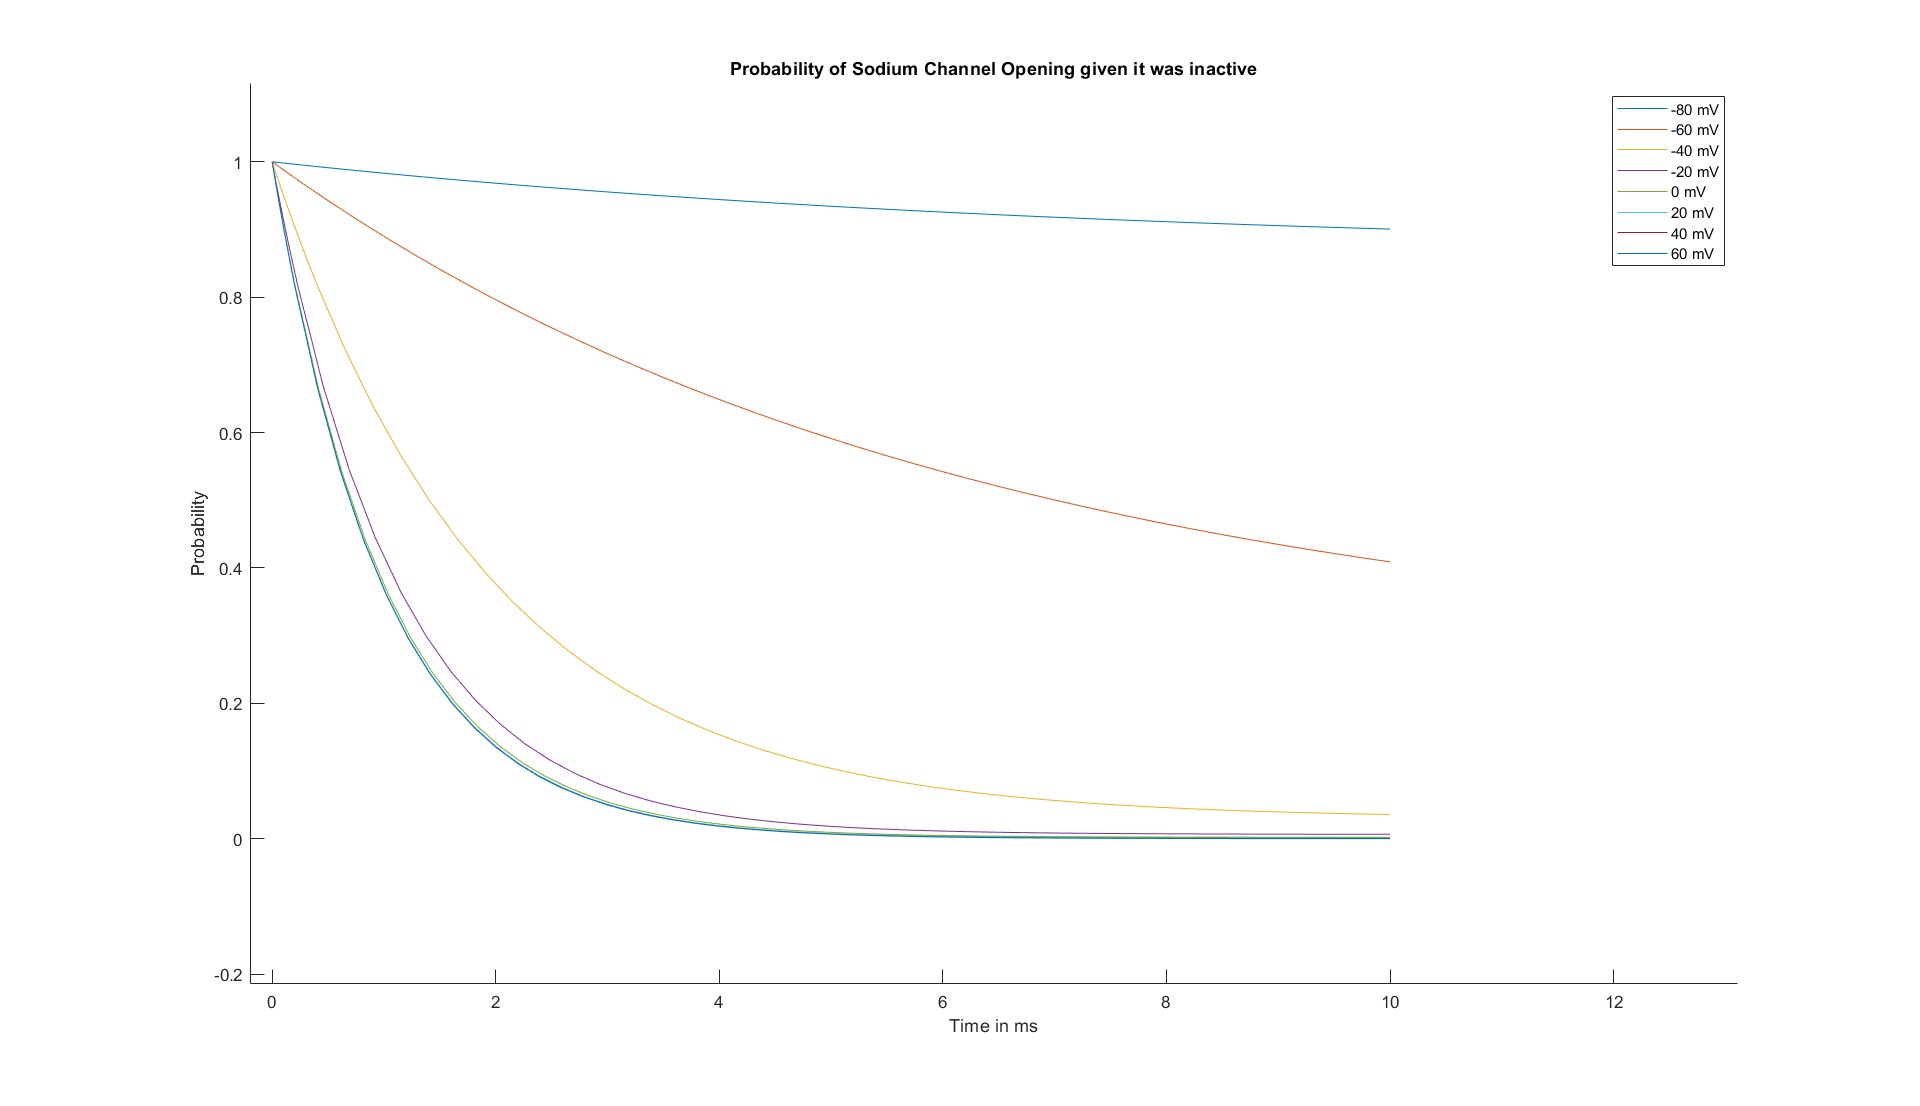 Probability of Sodium Channel Opening given it was inactive
-80 mV
-60 mV
-40 mV
-20 mV
0 mV
20 mV
40 mV
60 mV
Probability
1
0.8
0.6
0.4
0.2
0
-0.2
0 2 4 6 8 10 12
Time in ms